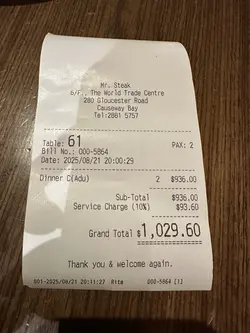 Mr. Steak
6/F., The World Trade Centre
280 Gloucester Road
Causeway Bay
Tel:2881 5757
Table: 61 PAX: 2
Bill No.: 000-5864
Date: 2025/08/21 20:00:29
Dinner C(Adu) 2 $936.00
Sub-Total $936.00
Service Charge (10%) $93.60
Grand Total $1,029.60
Thank you & welcome again.
001-2025/08/21 20:11:27 Rita 000-5864 [1]